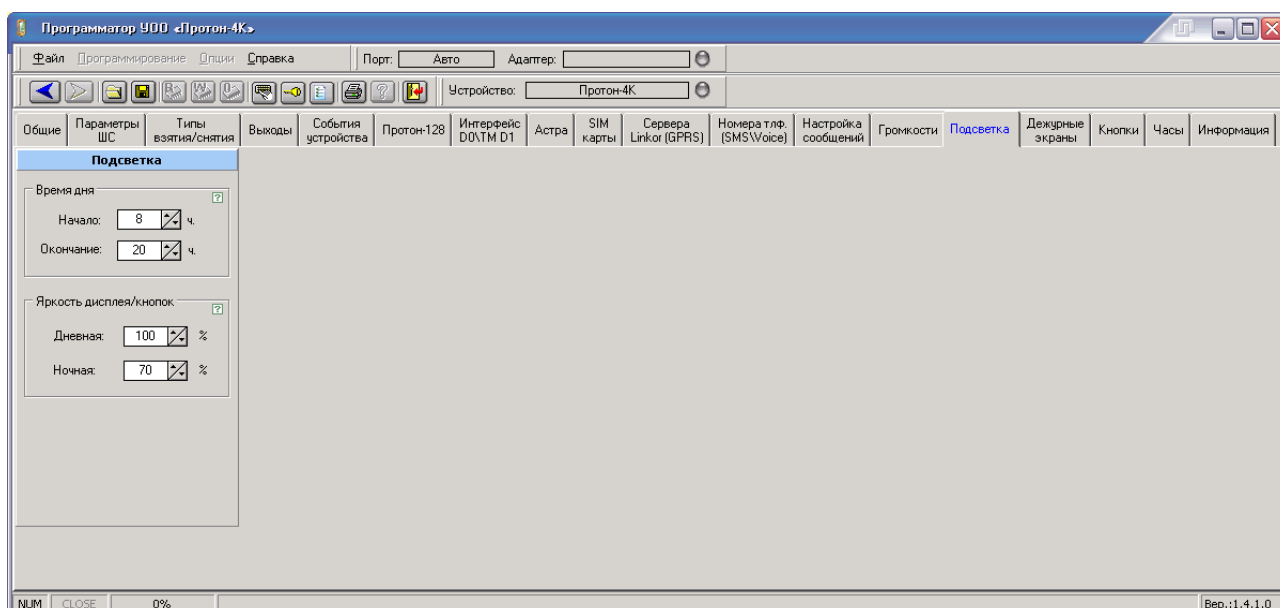 Программатор УОО «Протон-4К»
Файл Программирование Опции Справка Порт: Авто Адаптер:
Устройство: Протон-4К
Общие
Параметры
ШС
Типы
взятия/снятия
Выходы
События
устройства
Протон-128
Интерфейс
D0\TM D1
Астра
SIM
карты
Сервера
Linkor (GPRS)
Номера тлф.
(SMS\Voice)
Настройка
сообщений
Громкости
Подсветка
Дежурные
экраны
Кнопки
Часы
Информация
Подсветка
Время дня
?
Начало: 8 ч.
Окончание: 20 ч.
Яркость дисплея/кнопок
?
Дневная: 100 %
Ночная: 70 %
NUM CLOSE 0% Вер.:1.4.1.0